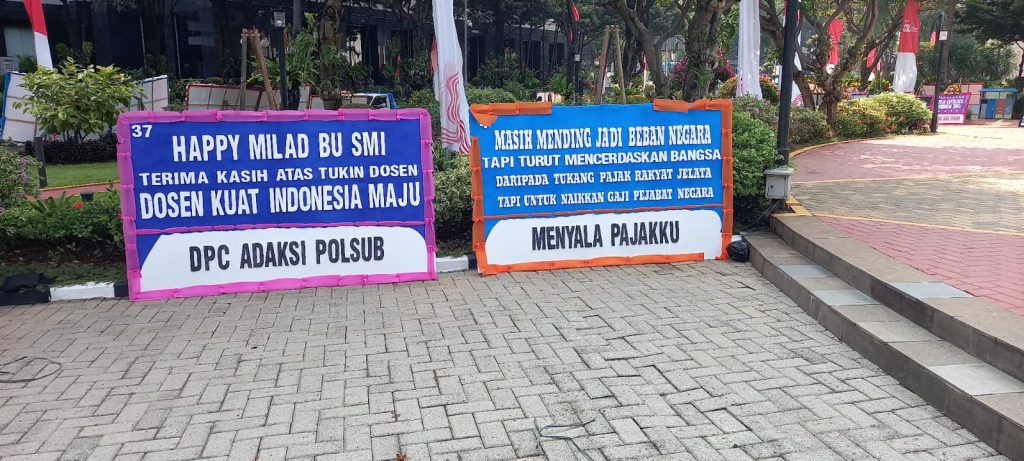 37
HAPPY MILAD BU SMI
TERIMA KASIH ATAS TUKIN DOSEN
DOSEN KUAT INDONESIA MAJU
DPC ADAKSI POLSUB
MASIH MENDING JADI BEBAN NEGARA
TAPI TURUT MENCERDASKAN BANGSA
DARIPADA TUKANG PAJAK RAKYAT JELATA
TAPI UNTUK NAIKKAN GAJI PEJABAT NEGARA
MENYALA PAJAKKU